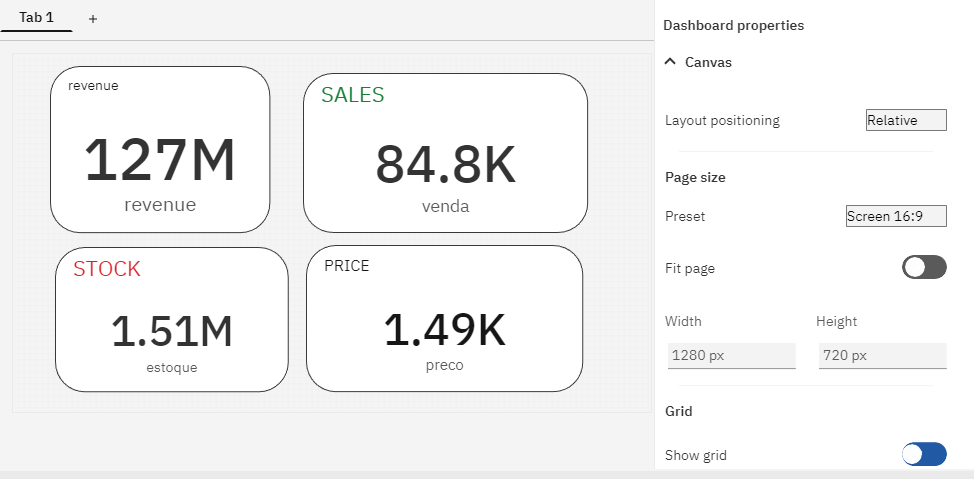 Tab 1 +
revenue
127M
revenue
SALES
84.8K
venda
STOCK
1.51M
estoque
PRICE
1.49K
preco
Dashboard properties
Canvas
Layout positioning Relative
Page size
Preset Screen 16:9
Fit page
Width Height
1280 px 720 px
Grid
Show grid